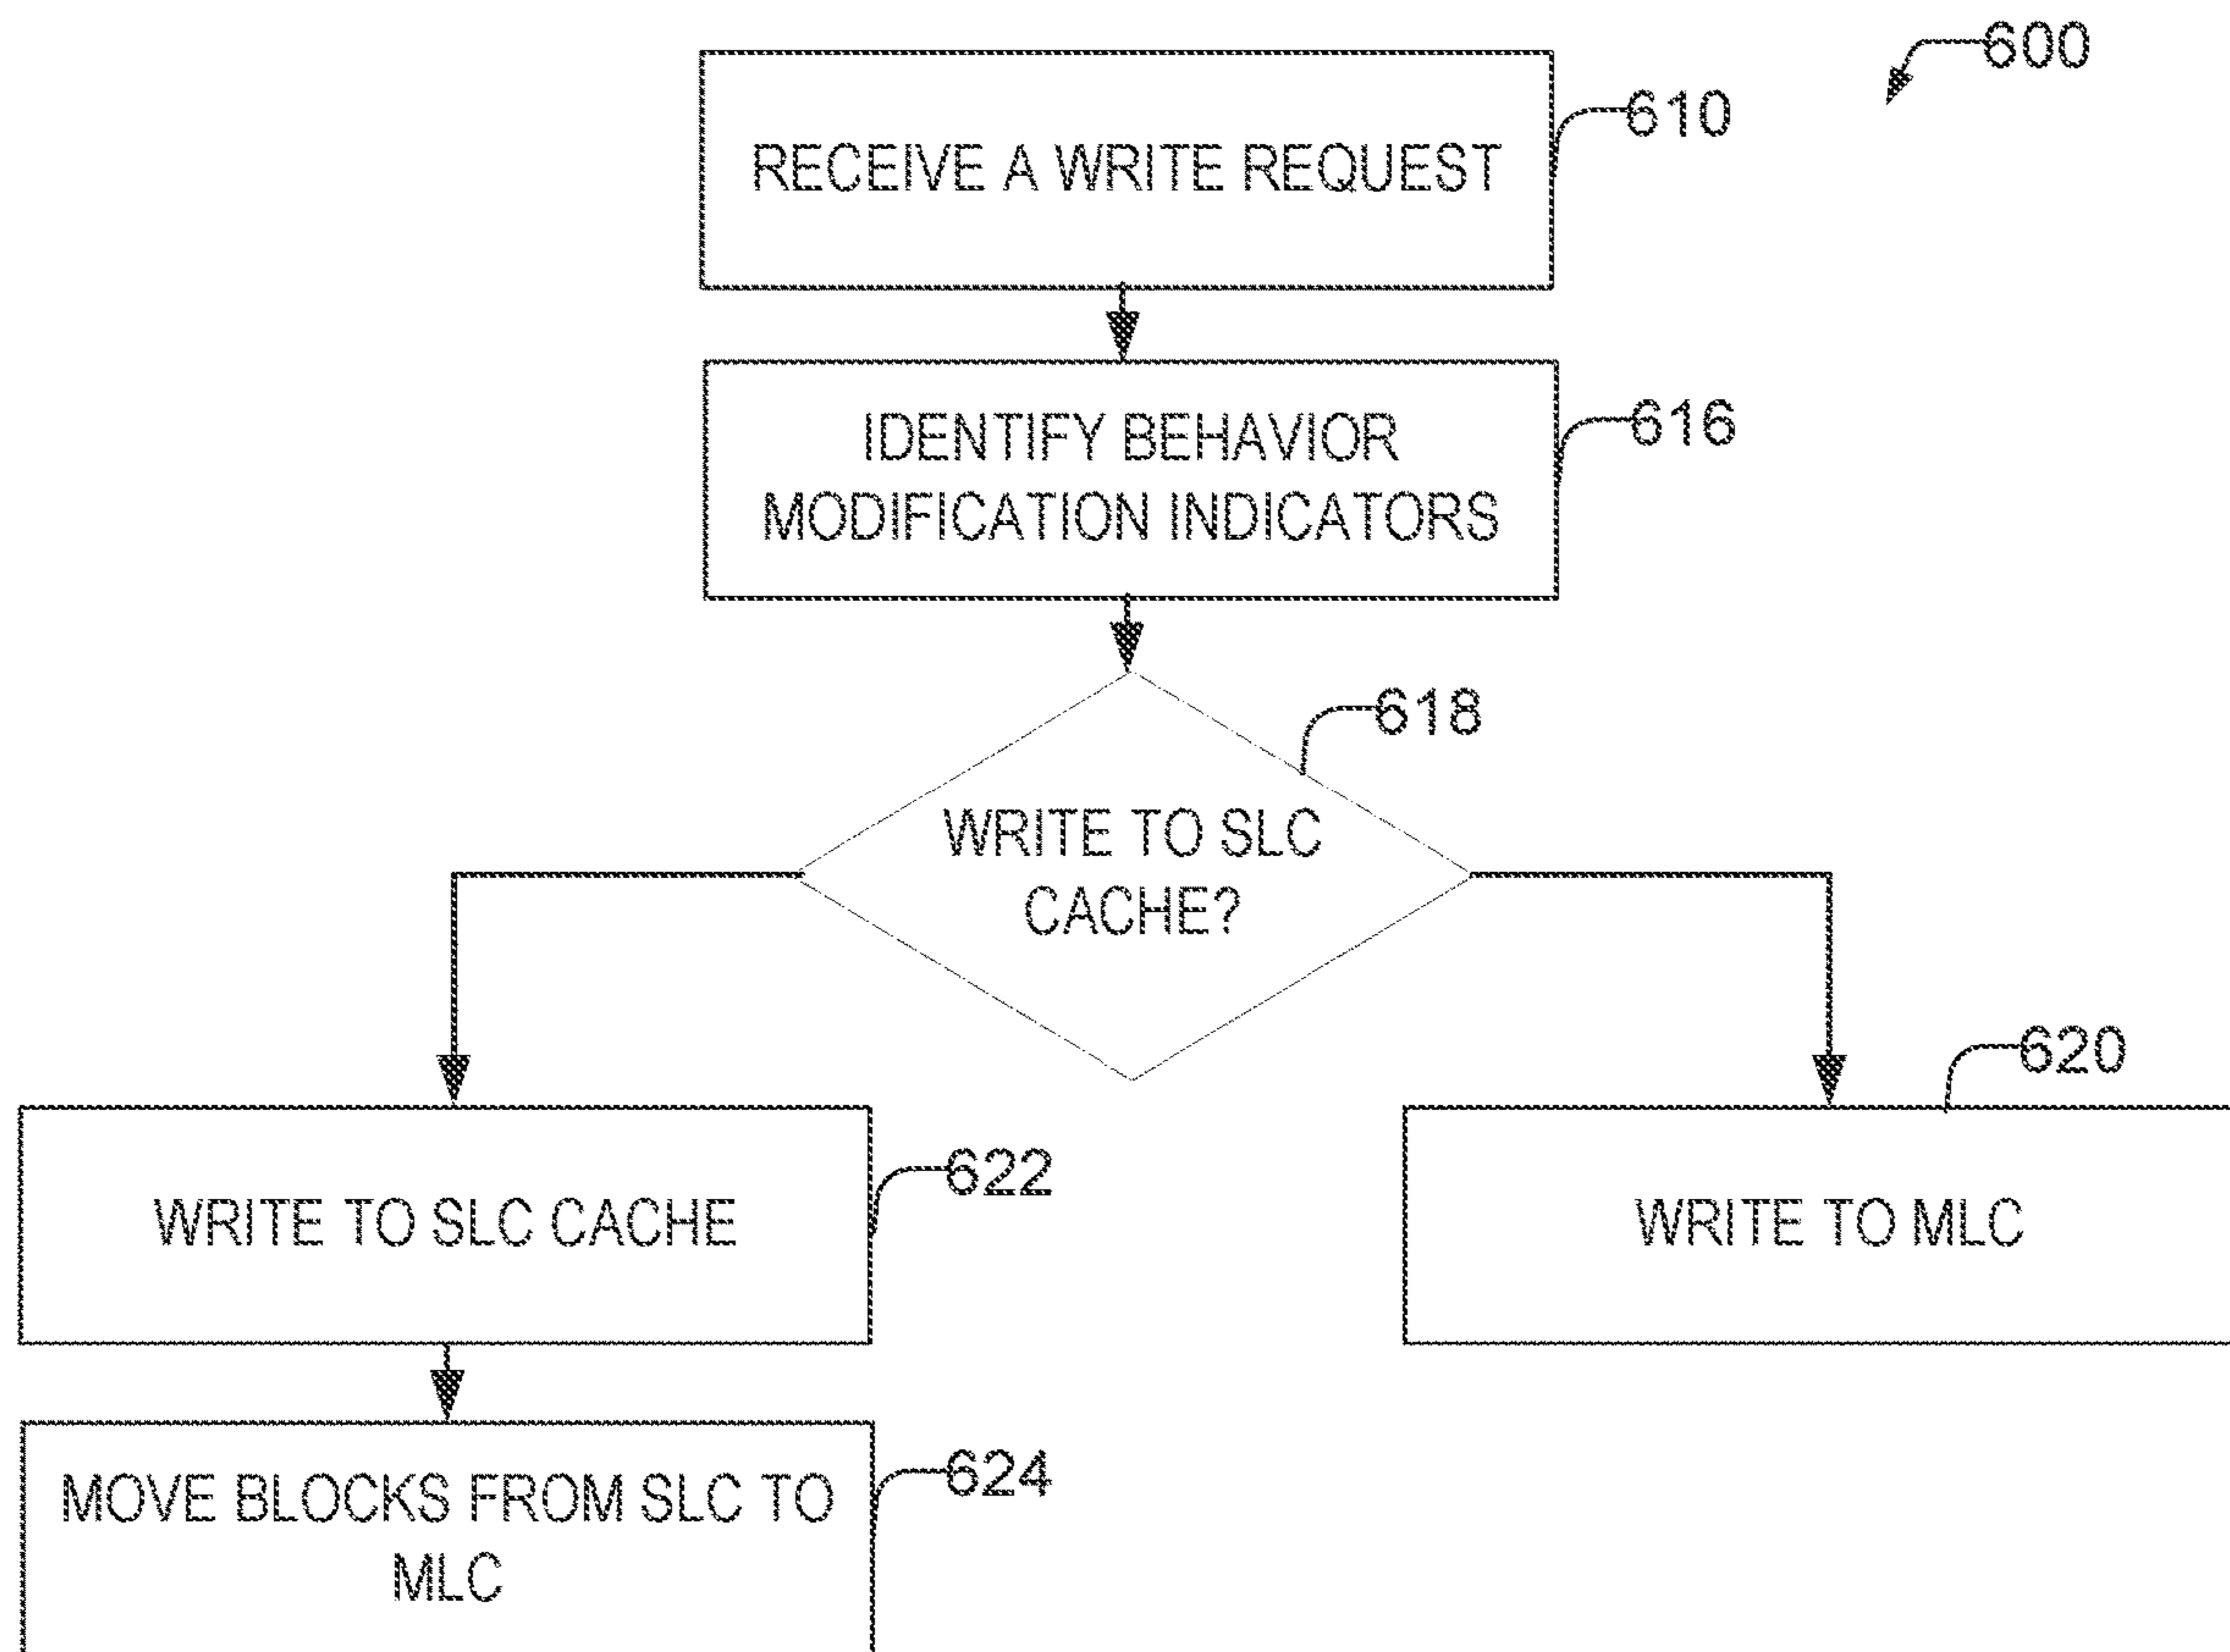 600
610
RECEIVE A WRITE REQUEST
616
IDENTIFY BEHAVIOR
MODIFICATION INDICATORS
618
WRITE TO SLC
CACHE?
620
622
WRITE TO SLC CACHE
WRITE TO MLC
624
MOVE BLOCKS FROM SLC TO
MLC